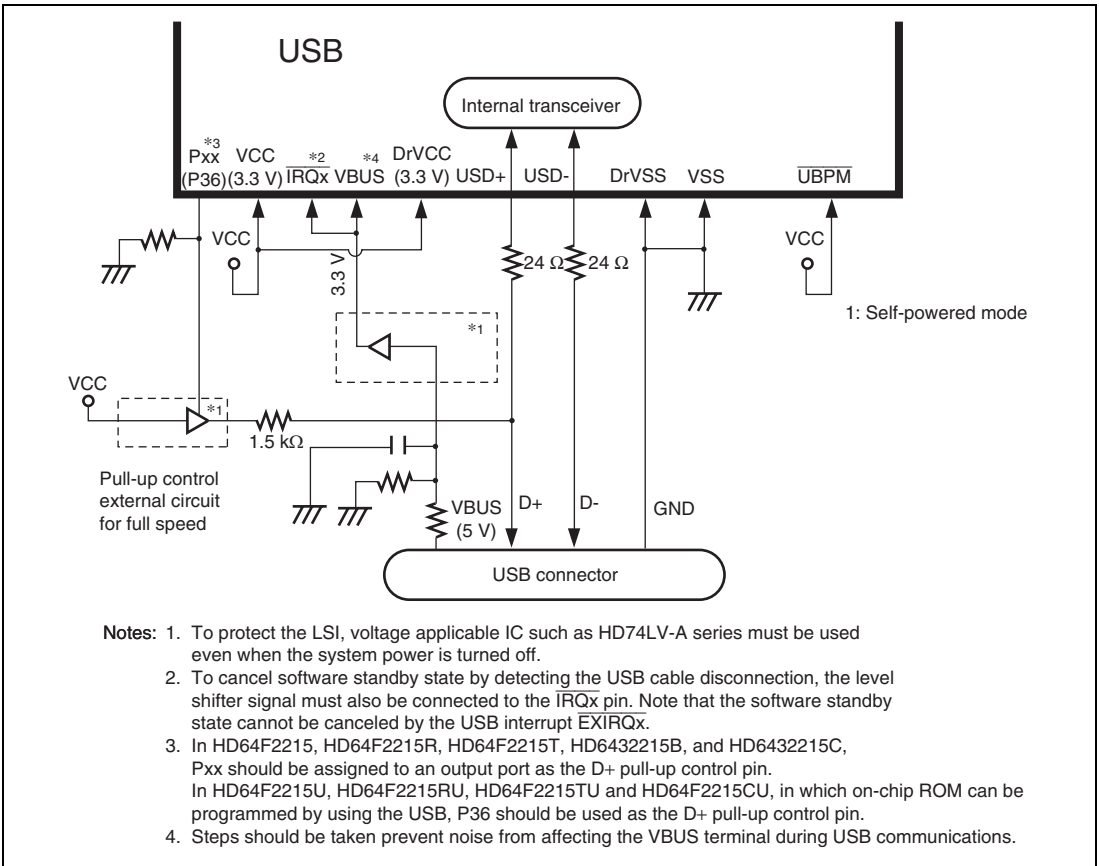 USB
Internal transceiver
*3 *2 *4
Pxx VCC DrVCC
(P36) (3.3 V) IRQx VBUS (3.3 V) USD+ USD- DrVSS VSS UBPM
VCC
3.3 V
24 Ω 24 Ω
VCC
1: Self-powered mode
*1
VCC
*1
1.5 kΩ
Pull-up control
external circuit
for full speed
VBUS
(5 V)
D+ D- GND
USB connector
Notes: 1. To protect the LSI, voltage applicable IC such as HD74LV-A series must be used
even when the system power is turned off.
2. To cancel software standby state by detecting the USB cable disconnection, the level
shifter signal must also be connected to the IRQx pin. Note that the software standby
state cannot be canceled by the USB interrupt EXIRQx.
3. In HD64F2215, HD64F2215R, HD64F2215T, HD6432215B, and HD6432215C,
Pxx should be assigned to an output port as the D+ pull-up control pin.
In HD64F2215U, HD64F2215RU, HD64F2215TU and HD64F2215CU, in which on-chip ROM can be
programmed by using the USB, P36 should be used as the D+ pull-up control pin.
4. Steps should be taken prevent noise from affecting the VBUS terminal during USB communications.